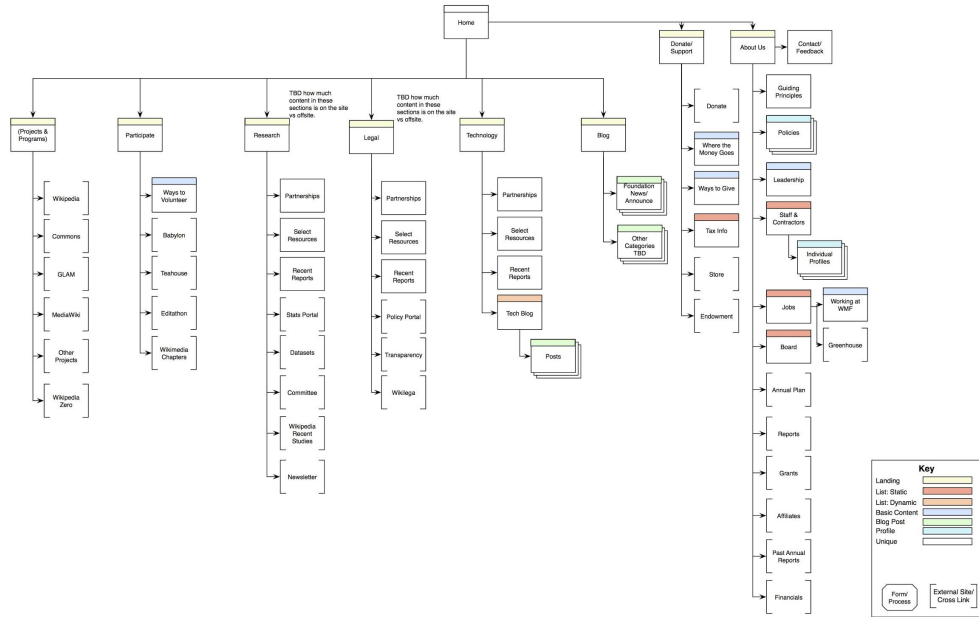 Home
Donate/
Support
About Us
Contact/
Feedback
TBD how much
content in these
sections is on the site
vs offsite.
TBD how much
content in these
sections is on the site
vs offsite.
(Projects &
Programs)
Participate
Research
Legal
Technology
Blog
Wikipedia
Commons
GLAM
MediaWiki
Other
Projects
Wikipedia
Zero
Ways to
Volunteer
Babylon
Teahouse
Editathon
Wikimedia
Chapters
Partnerships
Select
Resources
Recent
Reports
Stats Portal
Datasets
Committee
Wikipedia
Recent
Studies
Newsletter
Partnerships
Select
Resources
Recent
Reports
Policy Portal
Transparency
Wikilega
Partnerships
Select
Resources
Recent
Reports
Tech Blog
Posts
Foundation
News/
Announce
Other
Categories
TBD
Donate
Where the
Money Goes
Ways to Give
Tax Info
Store
Endowment
Guiding
Principles
Policies
Leadership
Staff &
Contractors
Individual
Profiles
Jobs
Working at
WMF
Greenhouse
Board
Annual Plan
Reports
Grants
Affiliates
Past Annual
Reports
Financials
Key
Landing
List: Static
List: Dynamic
Basic Content
Blog Post
Profile
Unique
Form/
Process
External Site/
Cross Link